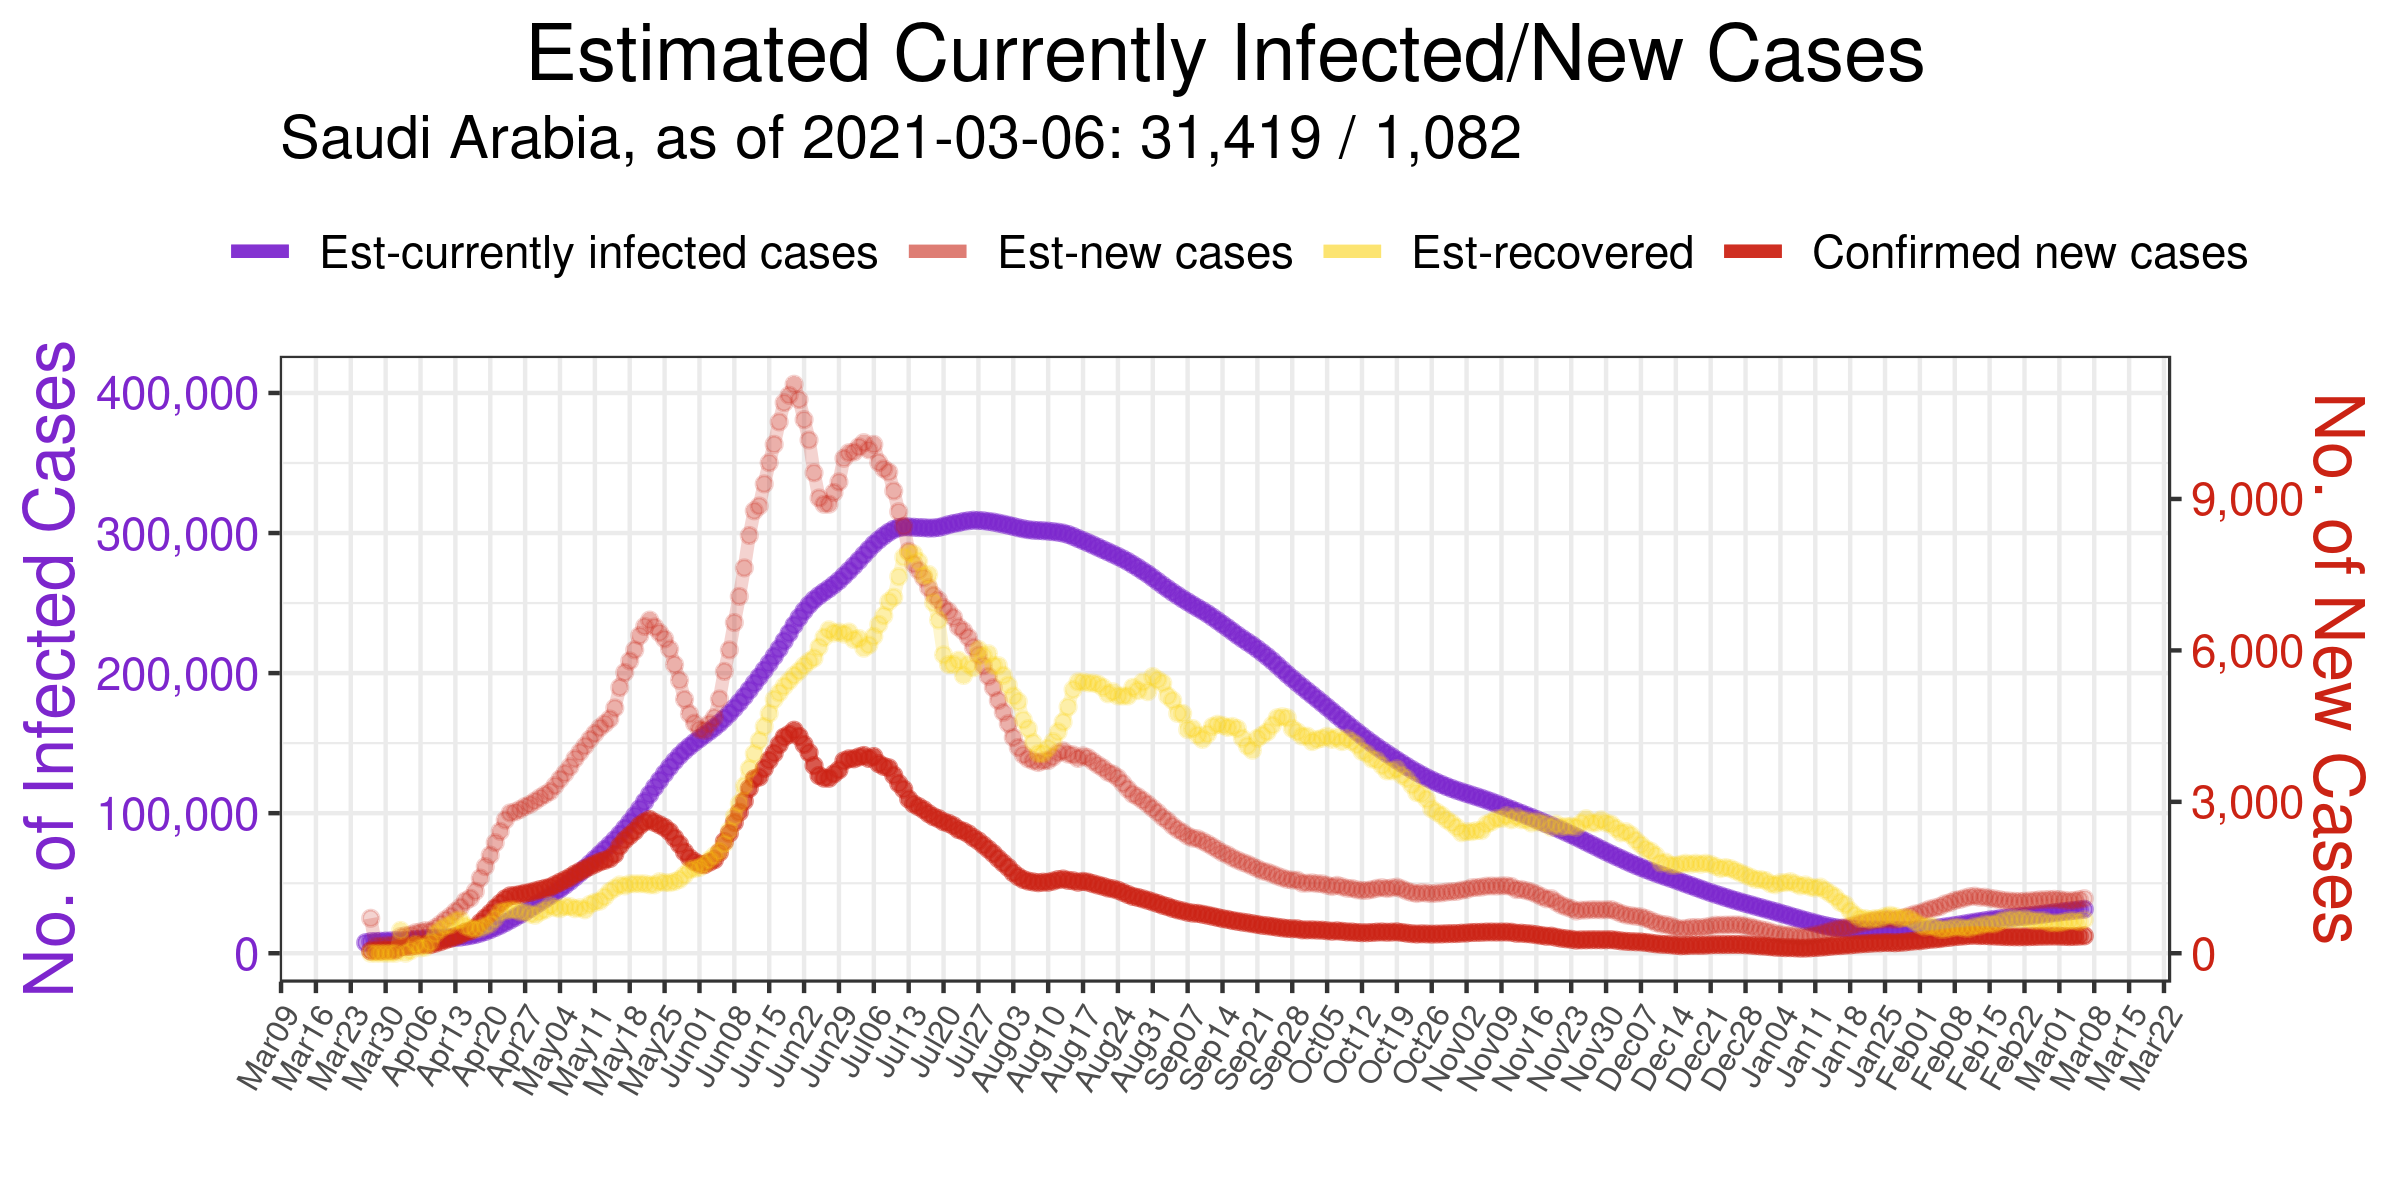 Estimated Currently Infected/New Cases
Saudi Arabia, as of 2021-03-06: 31,419 / 1,082
Est-currently infected cases Est-new cases Est-recovered Confirmed new cases
No. of Infected Cases
400,000
300,000
200,000
100,000
0
9,000
6,000
3,000
0
No. of New Cases
Mar09 Mar16 Mar23 Mar30 Apr06 Apr13 Apr20 Apr27 May04 May11 May18 May25 Jun01 Jun08 Jun15 Jun22 Jun29 Jul06 Jul13 Jul20 Jul27 Aug03 Aug10 Aug17 Aug24 Aug31 Sep07 Sep14 Sep21 Sep28 Oct05 Oct12 Oct19 Oct26 Nov02 Nov09 Nov16 Nov23 Nov30 Dec07 Dec14 Dec21 Dec28 Jan04 Jan11 Jan18 Jan25 Feb01 Feb08 Feb15 Feb22 Mar01 Mar08 Mar15 Mar22